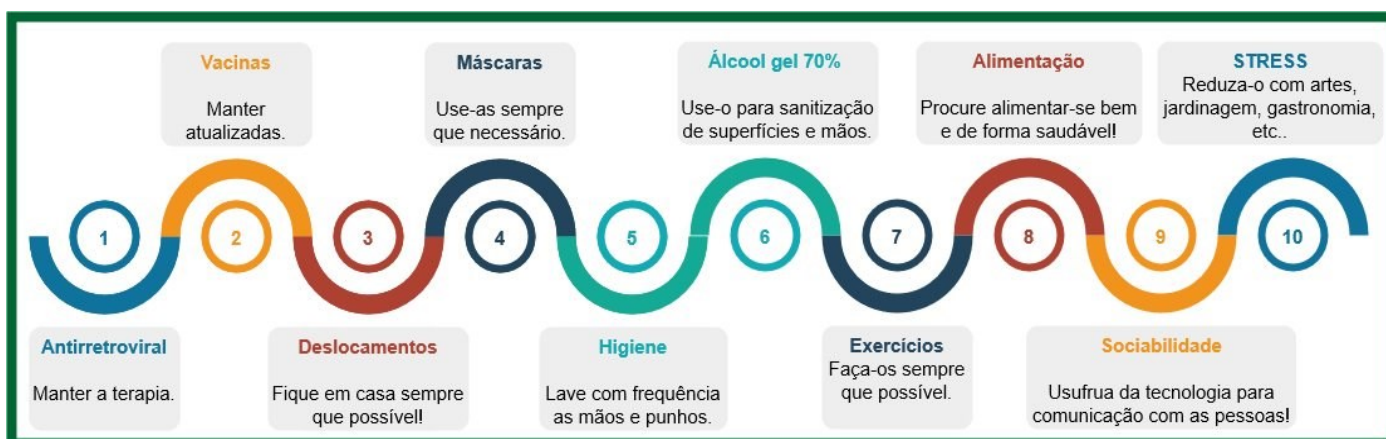 Vacinas
Manter
atualizadas.
Máscaras
Use-as sempre
que necessário.
Álcool gel 70%
Use-o para sanitização
de superfícies e mãos.
Alimentação
Procure alimentar-se bem
e de forma saudável!
STRESS
Reduza-o com artes,
jardinagem, gastronomia,
etc..
1
2
3
4
5
6
7
8
9
10
Antirretroviral
Manter a terapia.
Deslocamentos
Fique em casa sempre
que possível!
Higiene
Lave com frequência
as mãos e punhos.
Exercícios
Faça-os sempre
que possível.
Sociabilidade
Usufrua da tecnologia para
comunicação com as pessoas!